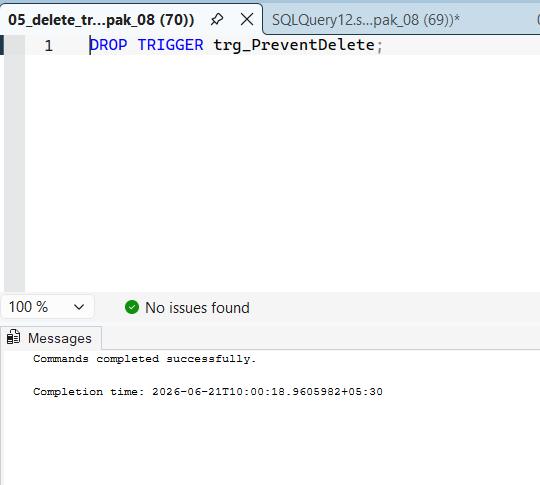 05_delete_tr...pak_08 (70))
SQLQuery12.s...pak_08 (69))*
1 DROP TRIGGER trg_PreventDelete;
100 %
No issues found
Messages
Commands completed successfully.
Completion time: 2026-06-21T10:00:18.9605982+05:30